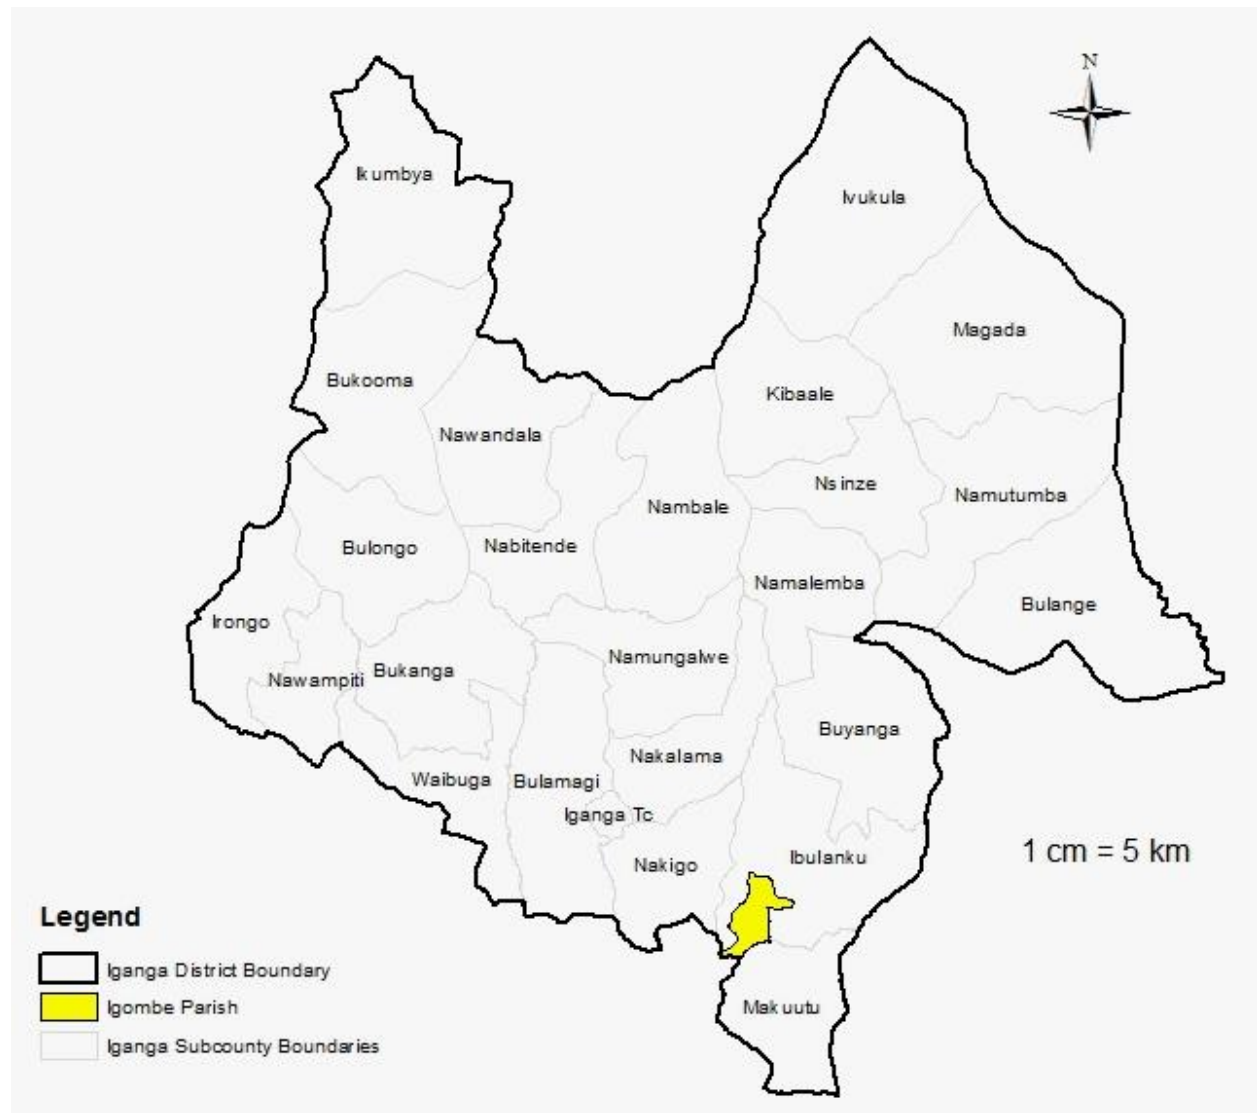 N
Ikumbya
Ivukula
Magada
Bukooma
Kibaale
Nawandala
Nsinze
Namutumba
Nambale
Bulongo
Nabitende
Namalemba
Bulange
Irongo
Namungalwe
Nawampiti
Bukanga
Buyanga
Nakalama
Waibuga
Bulamagi
Iganga Tc
Ibulanku
1 cm = 5 km
Nakigo
Makuutu
Legend
Iganga District Boundary
Igombe Parish
Iganga Subcounty Boundaries